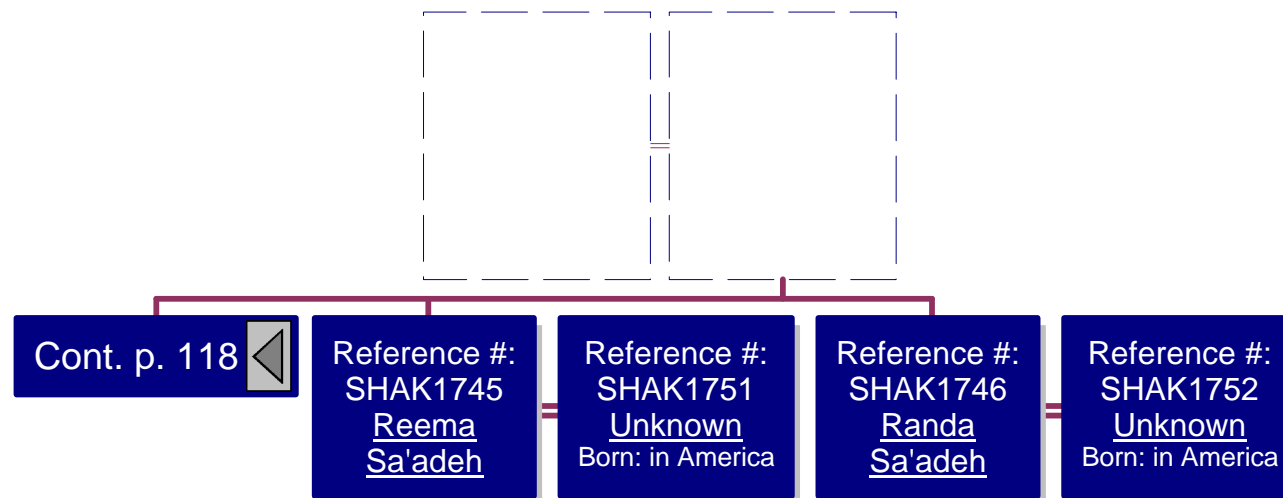 Cont. p. 118
Reference #:
SHAK1745
Reema
Sa'adeh
Reference #:
SHAK1751
Unknown
Born: in America
Reference #:
SHAK1746
Randa
Sa'adeh
Reference #:
SHAK1752
Unknown
Born: in America